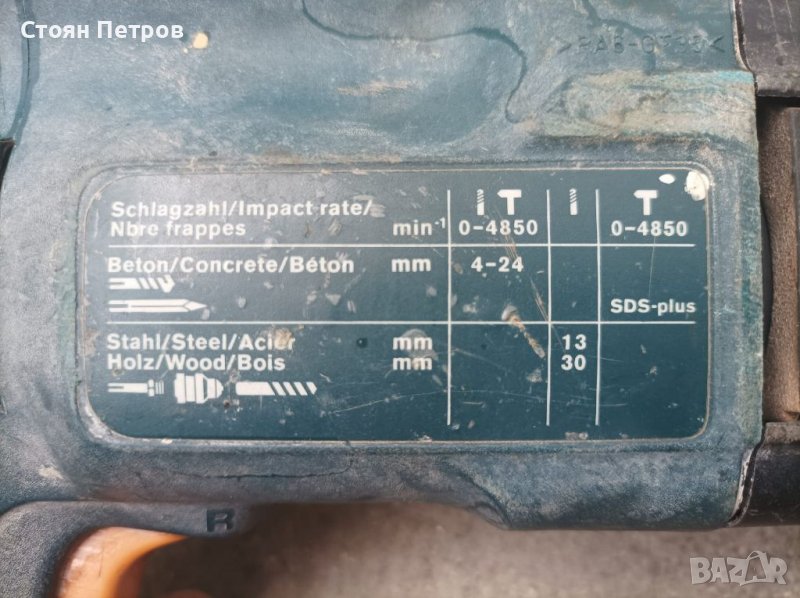 Стоян Петров
Schlagzahl/Impact rate/
Nbre frappes min⁻¹ 0-4850 0-4850
Beton/Concrete/Béton mm 4-24
SDS-plus
Stahl/Steel/Acier mm 13
Holz/Wood/Bois mm 30
R
BAZAR